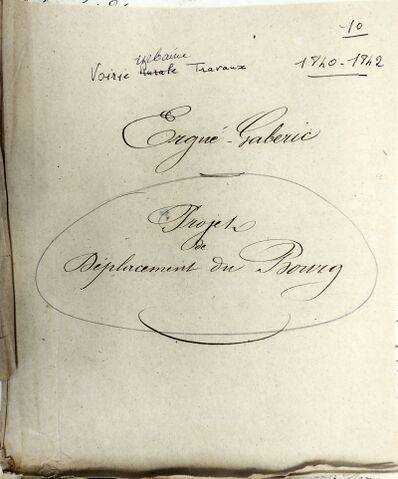 10
urbaine
Voirie rurale Travaux 1840-1842
Ergué-Gaberic
Projet
de
Déplacement du Bourg